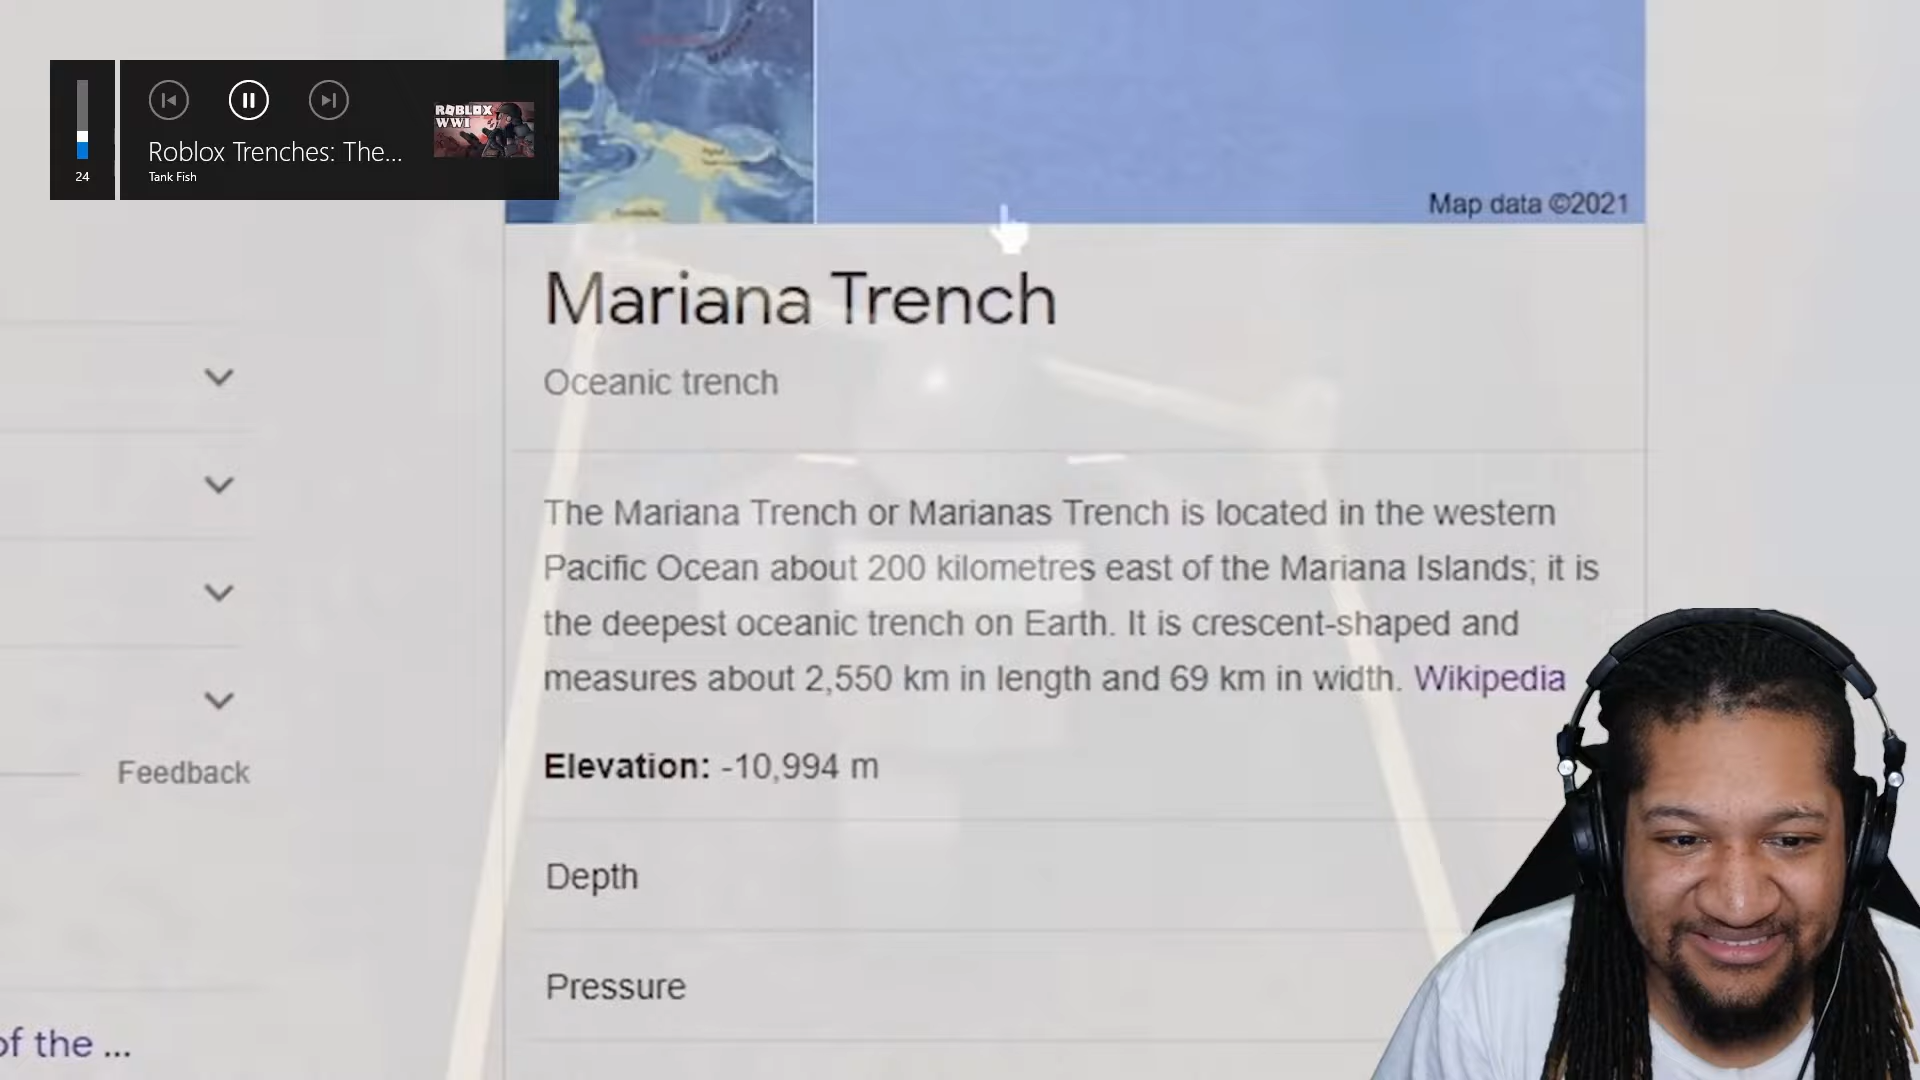 24
Roblox Trenches: The...
Tank Fish
ROBLOX
WWI
Map data ©2021
Mariana Trench
Oceanic trench
The Mariana Trench or Marianas Trench is located in the western
Pacific Ocean about 200 kilometres east of the Mariana Islands; it is
the deepest oceanic trench on Earth. It is crescent-shaped and
measures about 2,550 km in length and 69 km in width. Wikipedia
Elevation: -10,994 m
Feedback
Depth
Pressure
of the ...